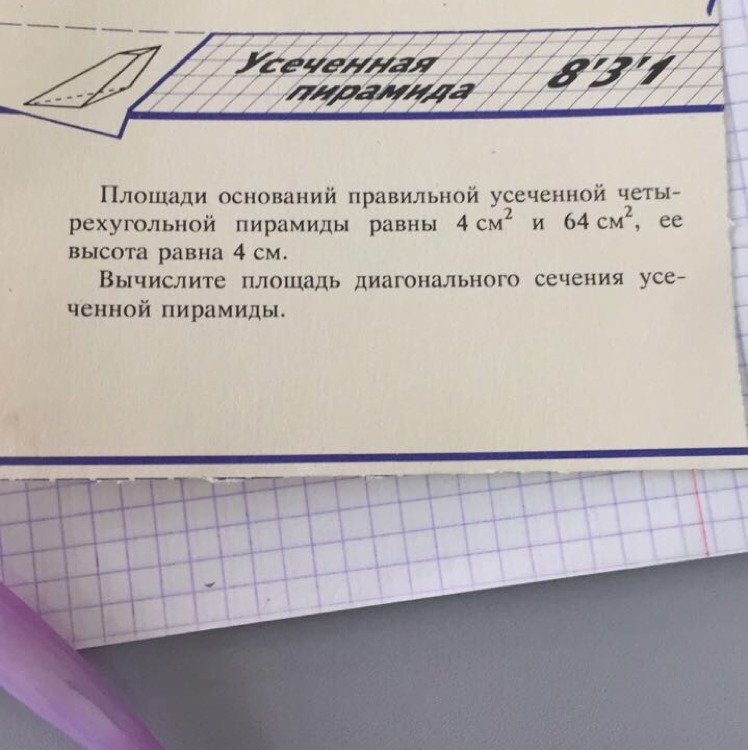 Усеченная
пирамида
8'3'1
Площади оснований правильной усеченной четы-
рехугольной пирамиды равны 4 см² и 64 см², ее
высота равна 4 см.
Вычислите площадь диагонального сечения усе-
ченной пирамиды.